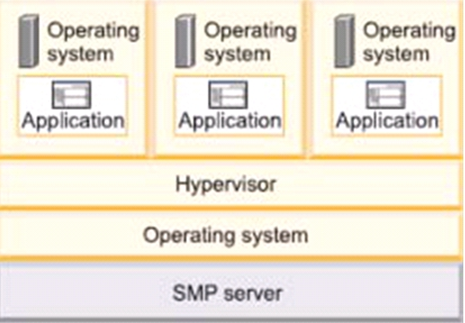 Operating
system
Application
Operating
system
Application
Operating
system
Application
Hypervisor
Operating system
SMP server